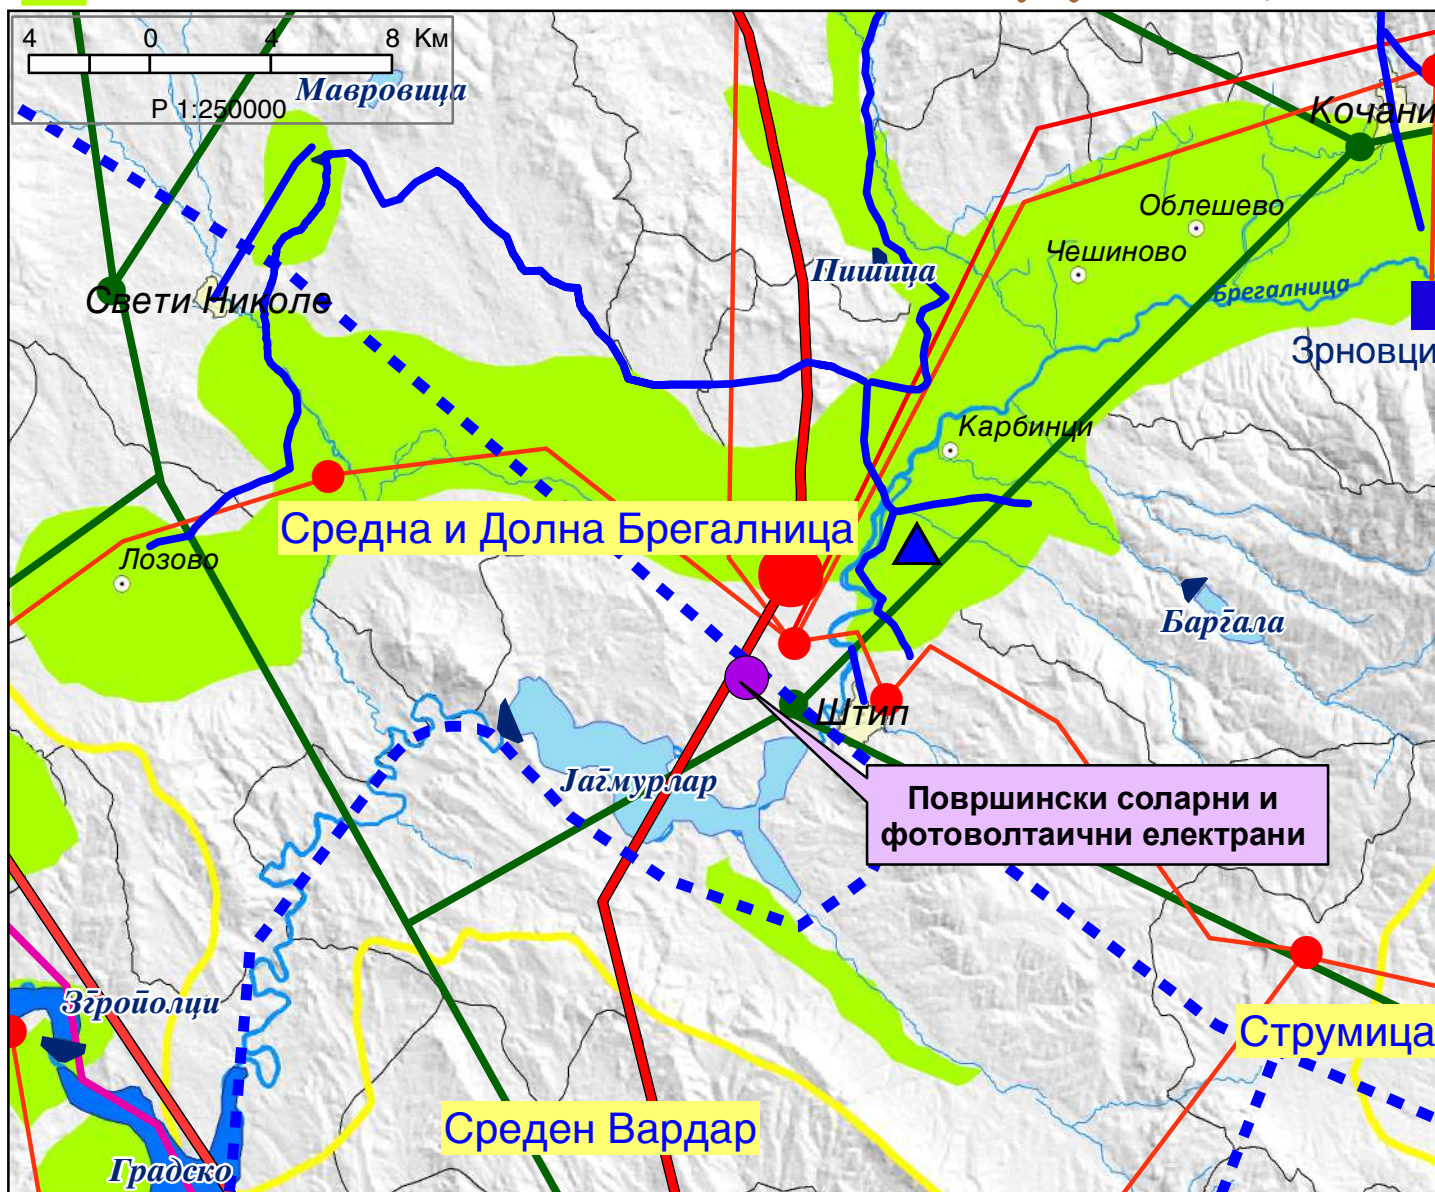 4 0 4 8 Км
Р 1:250000
Мавровица
Кочани
Облешево
Чешиново
Пишица
Брегалница
Свети Николе
Зрновци
Карбинци
Средна и Долна Брегалница
Лозово
Баргала
Штип
Јагмурлар
Површински соларни и
фотоволтаични електрани
Згрополци
Струмица
Среден Вардар
Градско